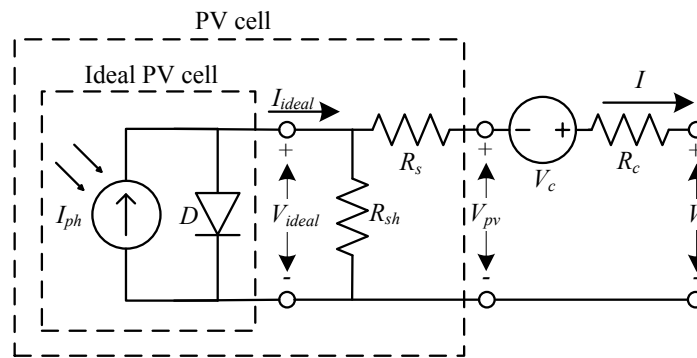 PV cell
Ideal PV cell
I_ideal
I
+
+
- +
+
R_s
V_c
R_c
I_ph
D
V_ideal
R_sh
V_pv
V
-
-
-